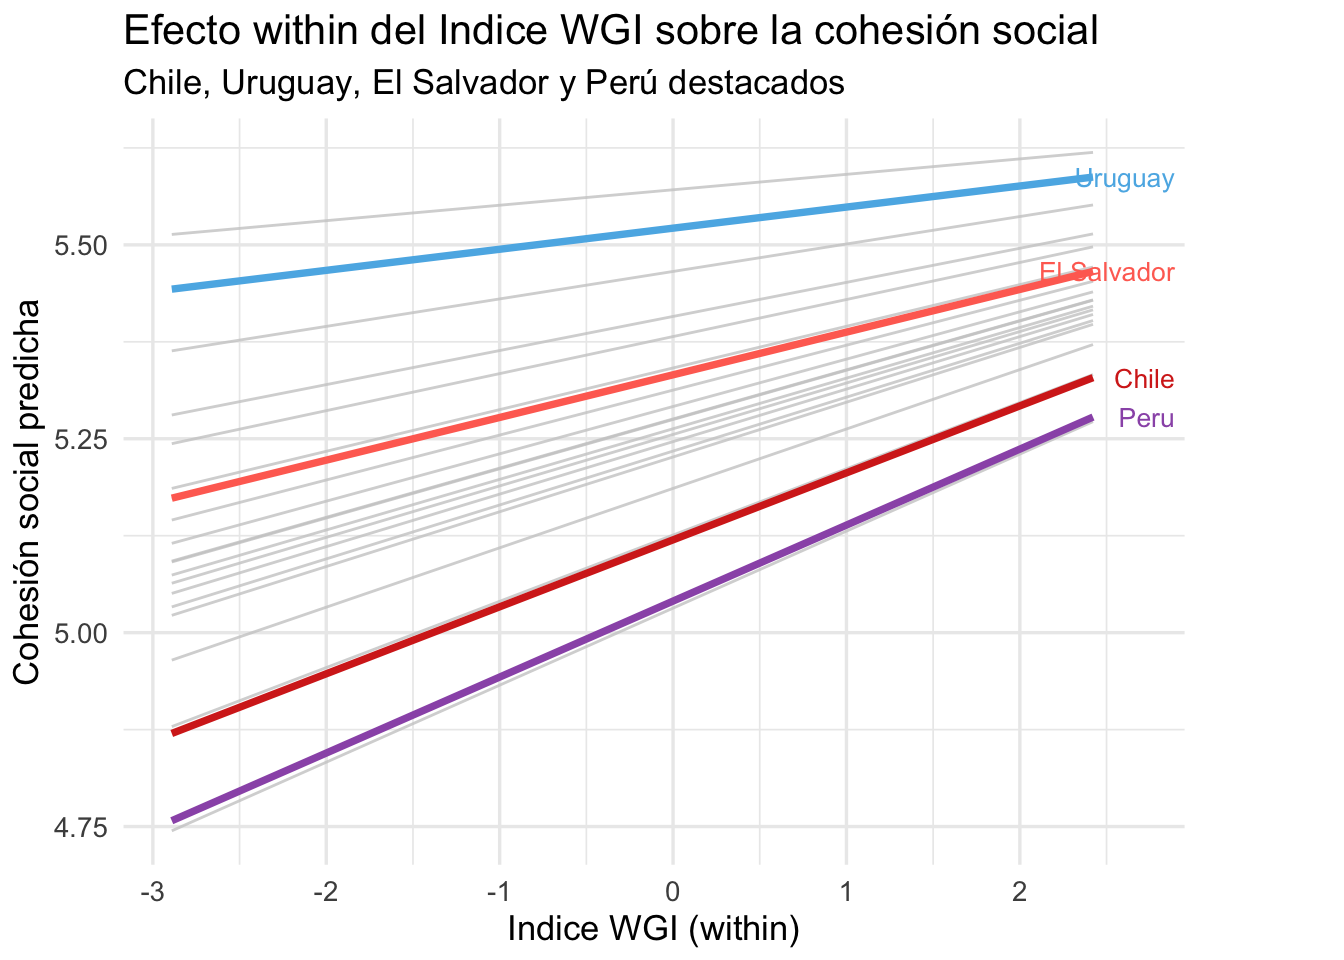 Efecto within del Indice WGI sobre la cohesión social
Chile, Uruguay, El Salvador y Perú destacados
Cohesión social predicha
5.50
5.25
5.00
4.75
Uruguay
El Salvador
Chile
Peru
-3 -2 -1 0 1 2
Indice WGI (within)